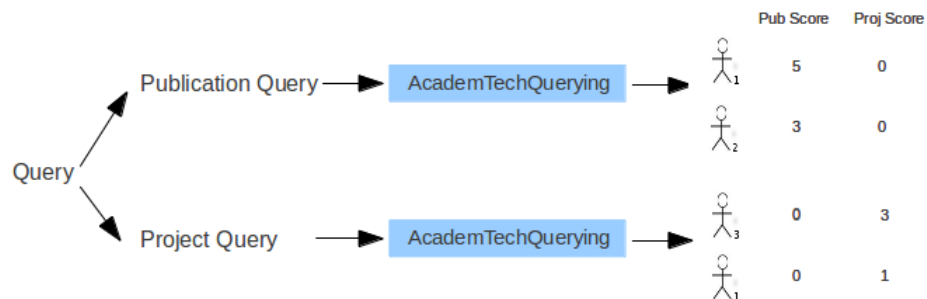 Pub Score Proj Score
Publication Query AcademTechQuerying 1 5 0
2 3 0
Query
Project Query AcademTechQuerying 3 0 3
1 0 1